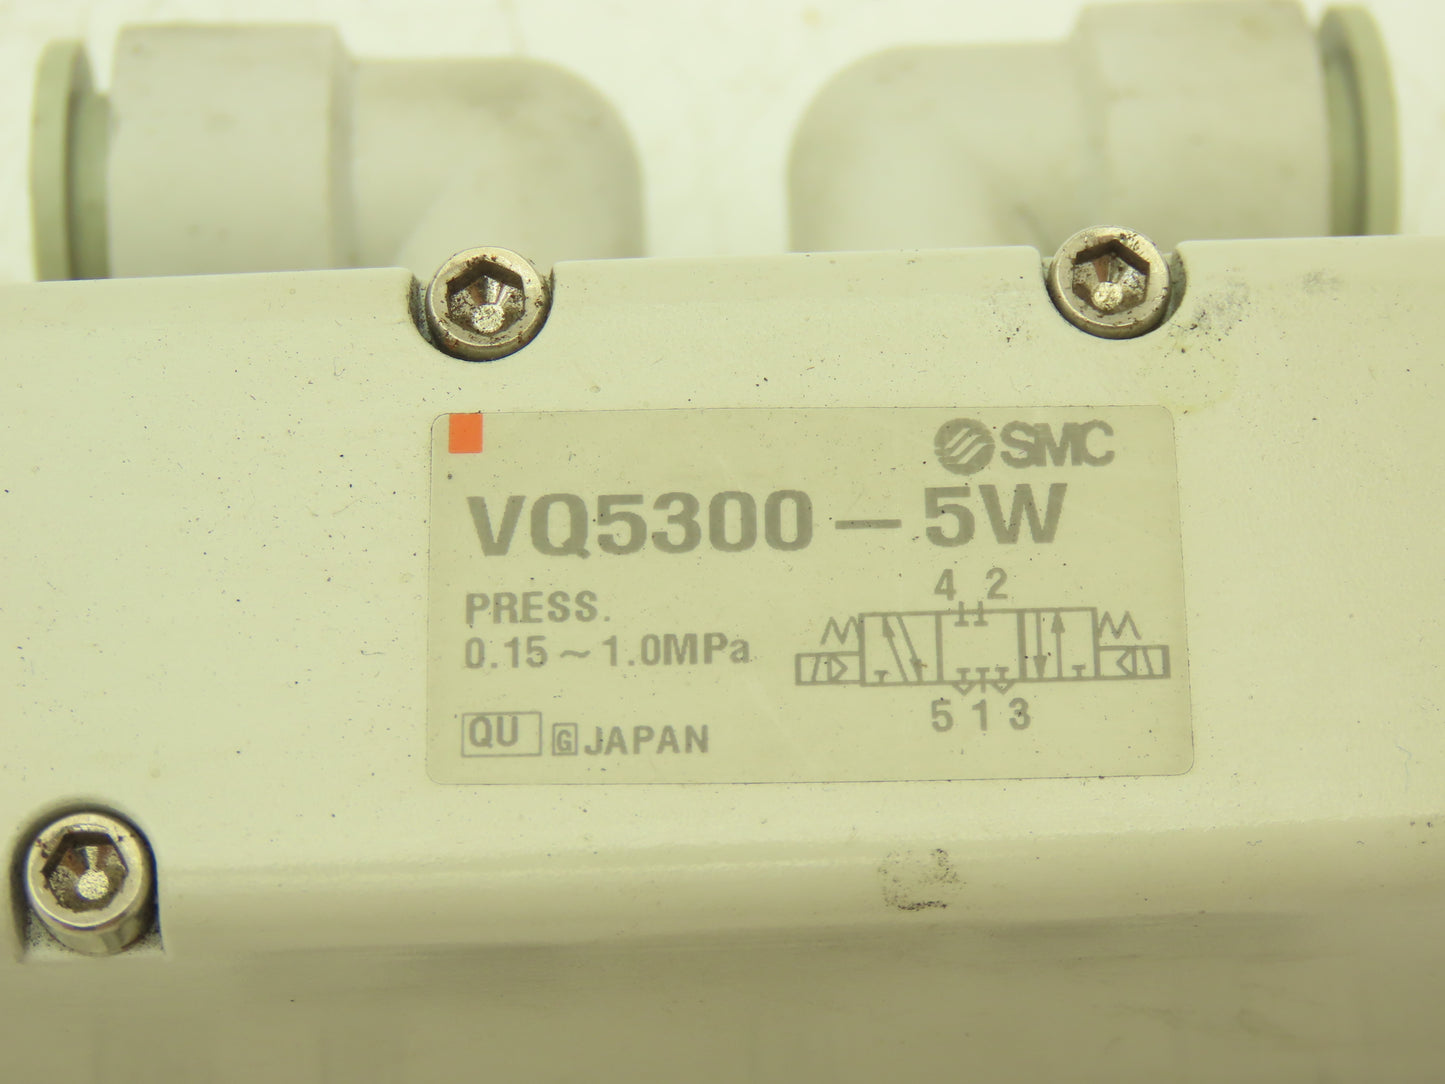 SMC
VQ5300-5W
PRESS.
0.15~1.0MPa
4 2
5 1 3
QU G JAPAN